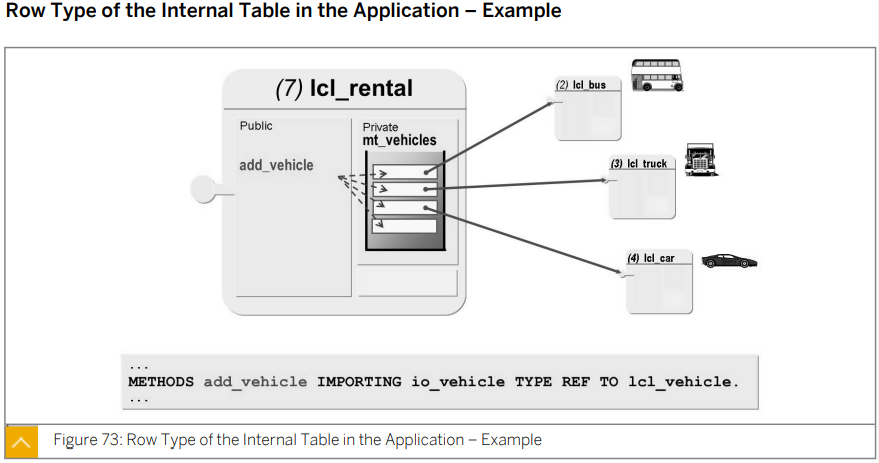 Row Type of the Internal Table in the Application – Example
(7) lcl_rental
Public
add_vehicle
Private
mt_vehicles
(2) lcl_bus
(3) lcl truck
(4) lcl_car
...
METHODS add_vehicle IMPORTING io_vehicle TYPE REF TO lcl_vehicle.
...
Figure 73: Row Type of the Internal Table in the Application – Example